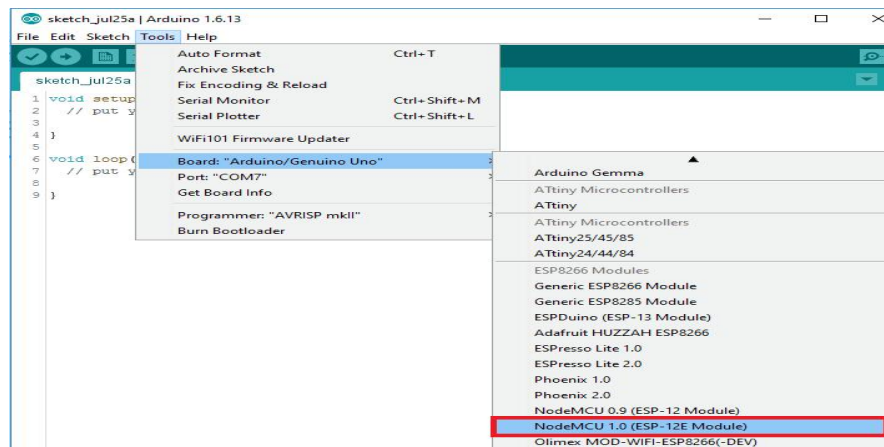 sketch_jul25a | Arduino 1.6.13
File Edit Sketch Tools Help
sketch_jul25a
1 void setup
2 // put y
3
4 }
5
6 void loop(
7 // put y
8
9 }
Auto Format Ctrl+T
Archive Sketch
Fix Encoding & Reload
Serial Monitor Ctrl+Shift+M
Serial Plotter Ctrl+Shift+L
WiFi101 Firmware Updater
Board: "Arduino/Genuino Uno"
Port: "COM7"
Get Board Info
Programmer: "AVRISP mkII"
Burn Bootloader
Arduino Gemma
ATtiny Microcontrollers
ATtiny
ATtiny Microcontrollers
ATtiny25/45/85
ATtiny24/44/84
ESP8266 Modules
Generic ESP8266 Module
Generic ESP8285 Module
ESPDuino (ESP-13 Module)
Adafruit HUZZAH ESP8266
ESPresso Lite 1.0
ESPresso Lite 2.0
Phoenix 1.0
Phoenix 2.0
NodeMCU 0.9 (ESP-12 Module)
NodeMCU 1.0 (ESP-12E Module)
Olimex MOD-WIFI-ESP8266(-DEV)